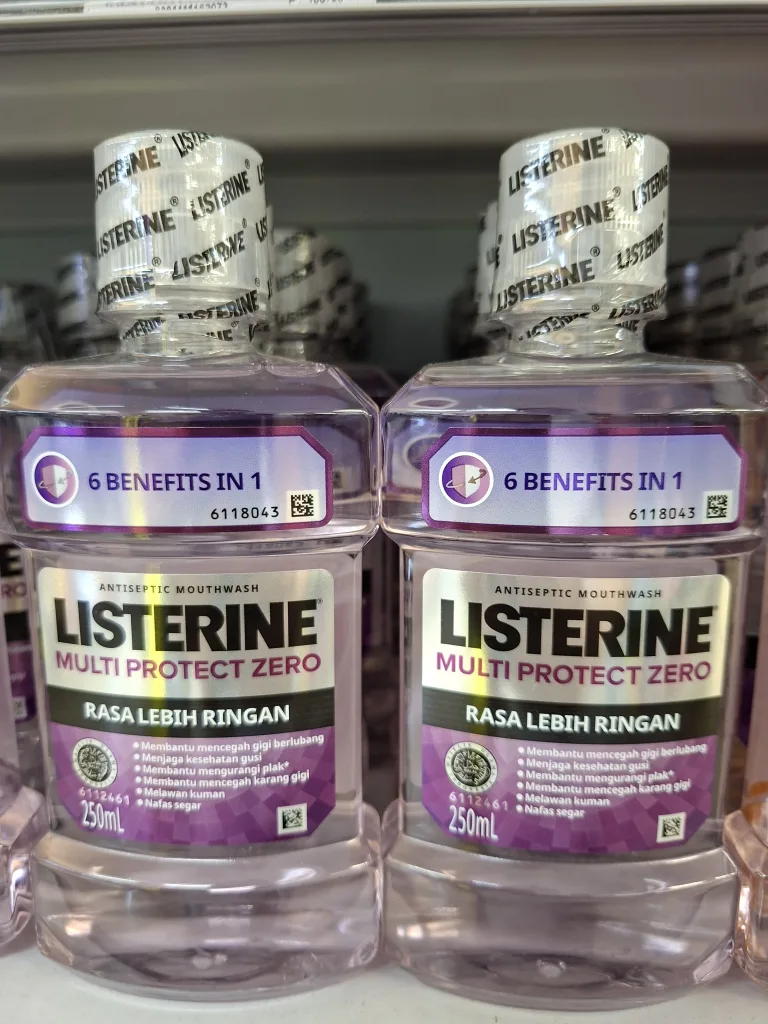 LISTERINE®
LISTERINE®
LISTERINE®
LISTERINE®
LISTERINE®
LISTERINE®
LISTERINE®
LISTERINE®
6 BENEFITS IN 1
6118043
ANTISEPTIC MOUTHWASH
LISTERINE®
MULTI PROTECT ZERO
RASA LEBIH RINGAN
• Membantu mencegah gigi berlubang
• Menjaga kesehatan gusi
• Membantu mengurangi plak*
• Membantu mencegah karang gigi
• Melawan kuman
• Nafas segar
6112461
250mL
6 BENEFITS IN 1
6118043
ANTISEPTIC MOUTHWASH
LISTERINE
MULTI PROTECT ZERO
RASA LEBIH RINGAN
• Membantu mencegah gigi berlubang
• Menjaga kesehatan gusi
• Membantu mengurangi plak*
• Membantu mencegah karang gigi
• Melawan kuman
• Nafas segar
6112461
250mL